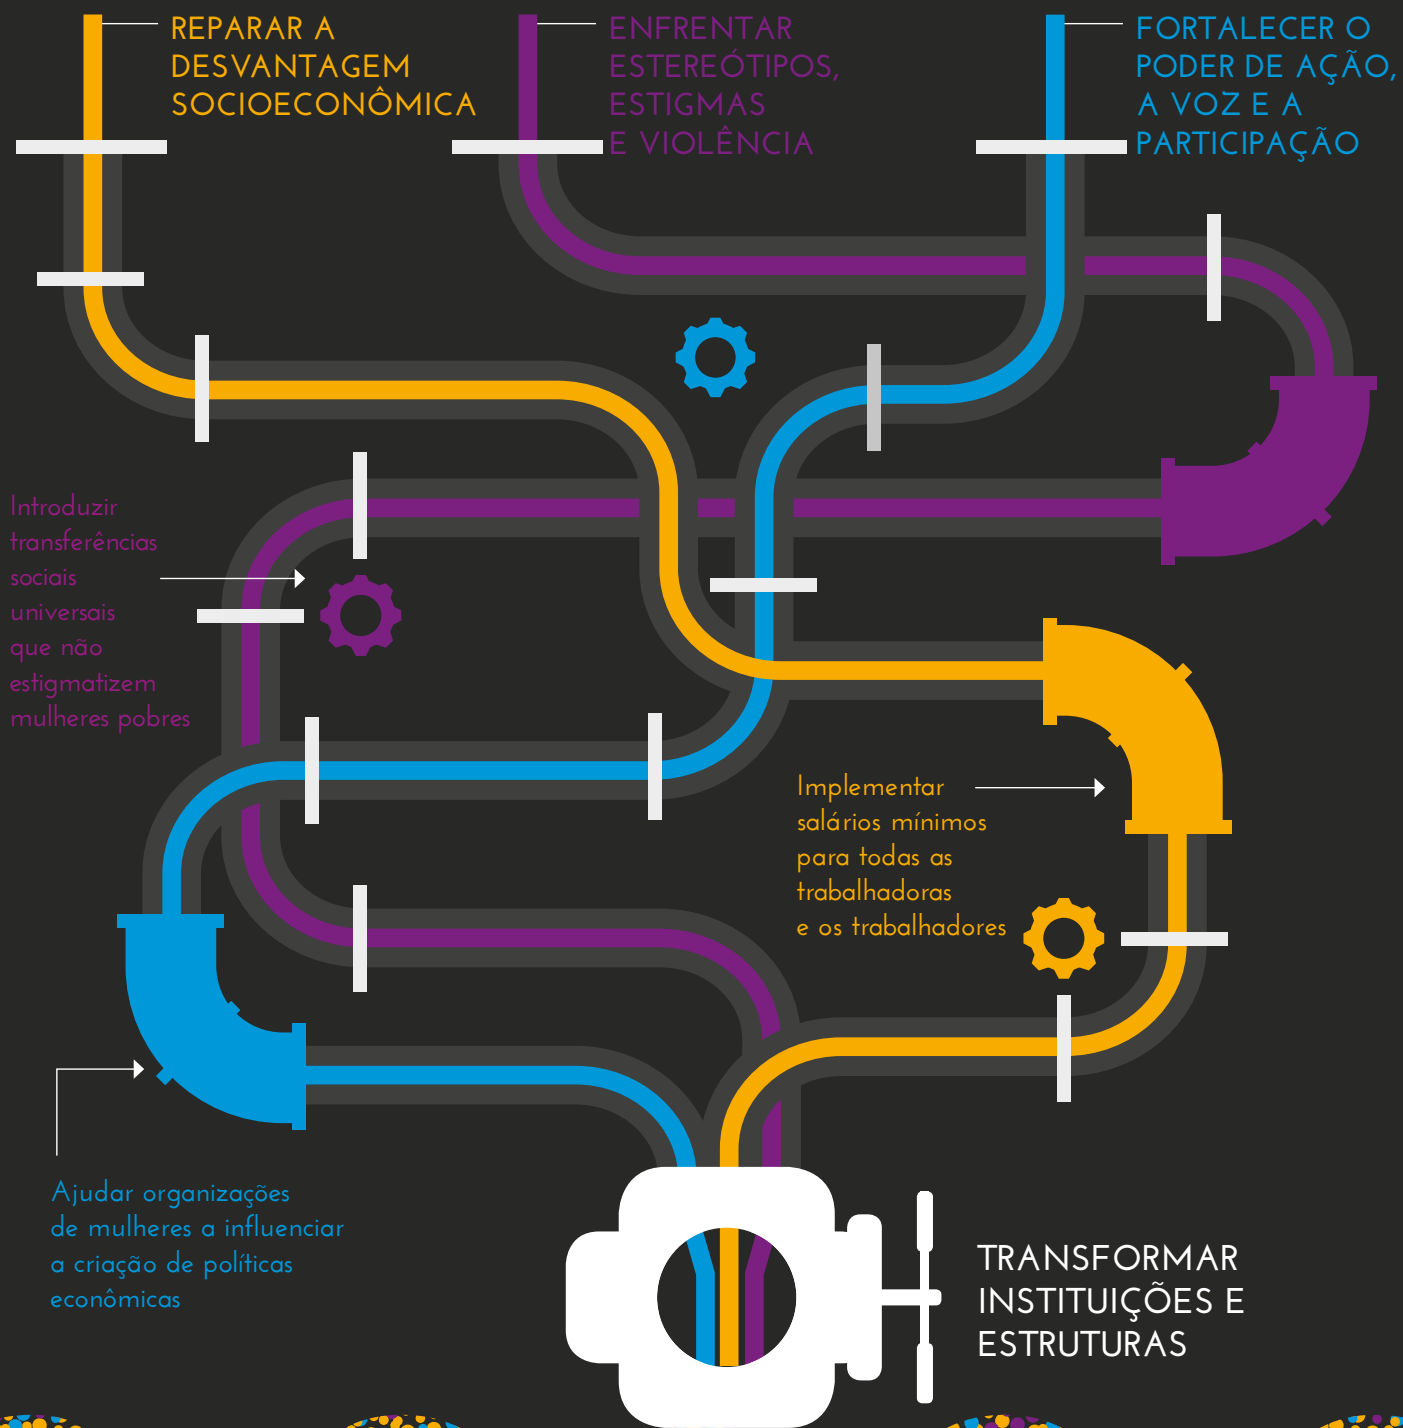 REPARAR A
DESVANTAGEM
SOCIOECONÔMICA
ENFRENTAR
ESTEREÓTIPOS,
ESTIGMAS
E VIOLÊNCIA
FORTALECER O
PODER DE AÇÃO,
A VOZ E A
PARTICIPAÇÃO
Introduzir
transferências
sociais
universais
que não
estigmatizem
mulheres pobres
Implementar
salários mínimos
para todas as
trabalhadoras
e os trabalhadores
Ajudar organizações
de mulheres a influenciar
a criação de políticas
econômicas
TRANSFORMAR
INSTITUIÇÕES E
ESTRUTURAS